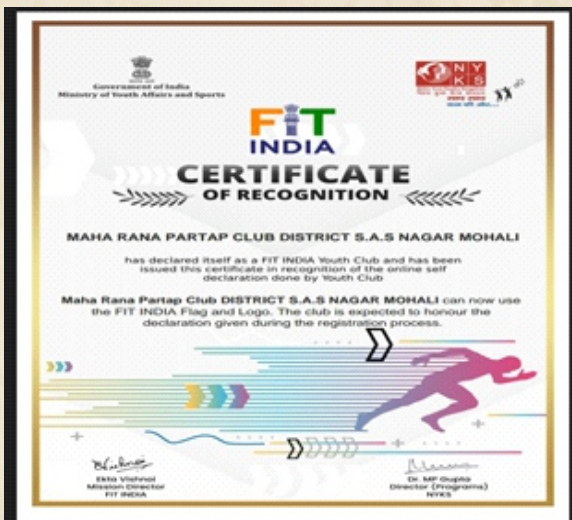 Government of India
Ministry of Youth Affairs and Sports
NY
KS
FIT
INDIA
CERTIFICATE
OF RECOGNITION
MAHA RANA PARTAP CLUB DISTRICT S.A.S NAGAR MOHALI
has declared itself as a FIT INDIA Youth Club and has been
issued this certificate in recognition of the online self
declaration done by Youth Club
Maha Rana Partap Club DISTRICT S.A.S NAGAR MOHALI can now use
the FIT INDIA Flag and Logo. The club is expected to honour the
declaration given during the registration process.
Ekta Vishnoi
Mission Director
FIT INDIA
Dr. MP Gupta
Director (Programs)
NYKS